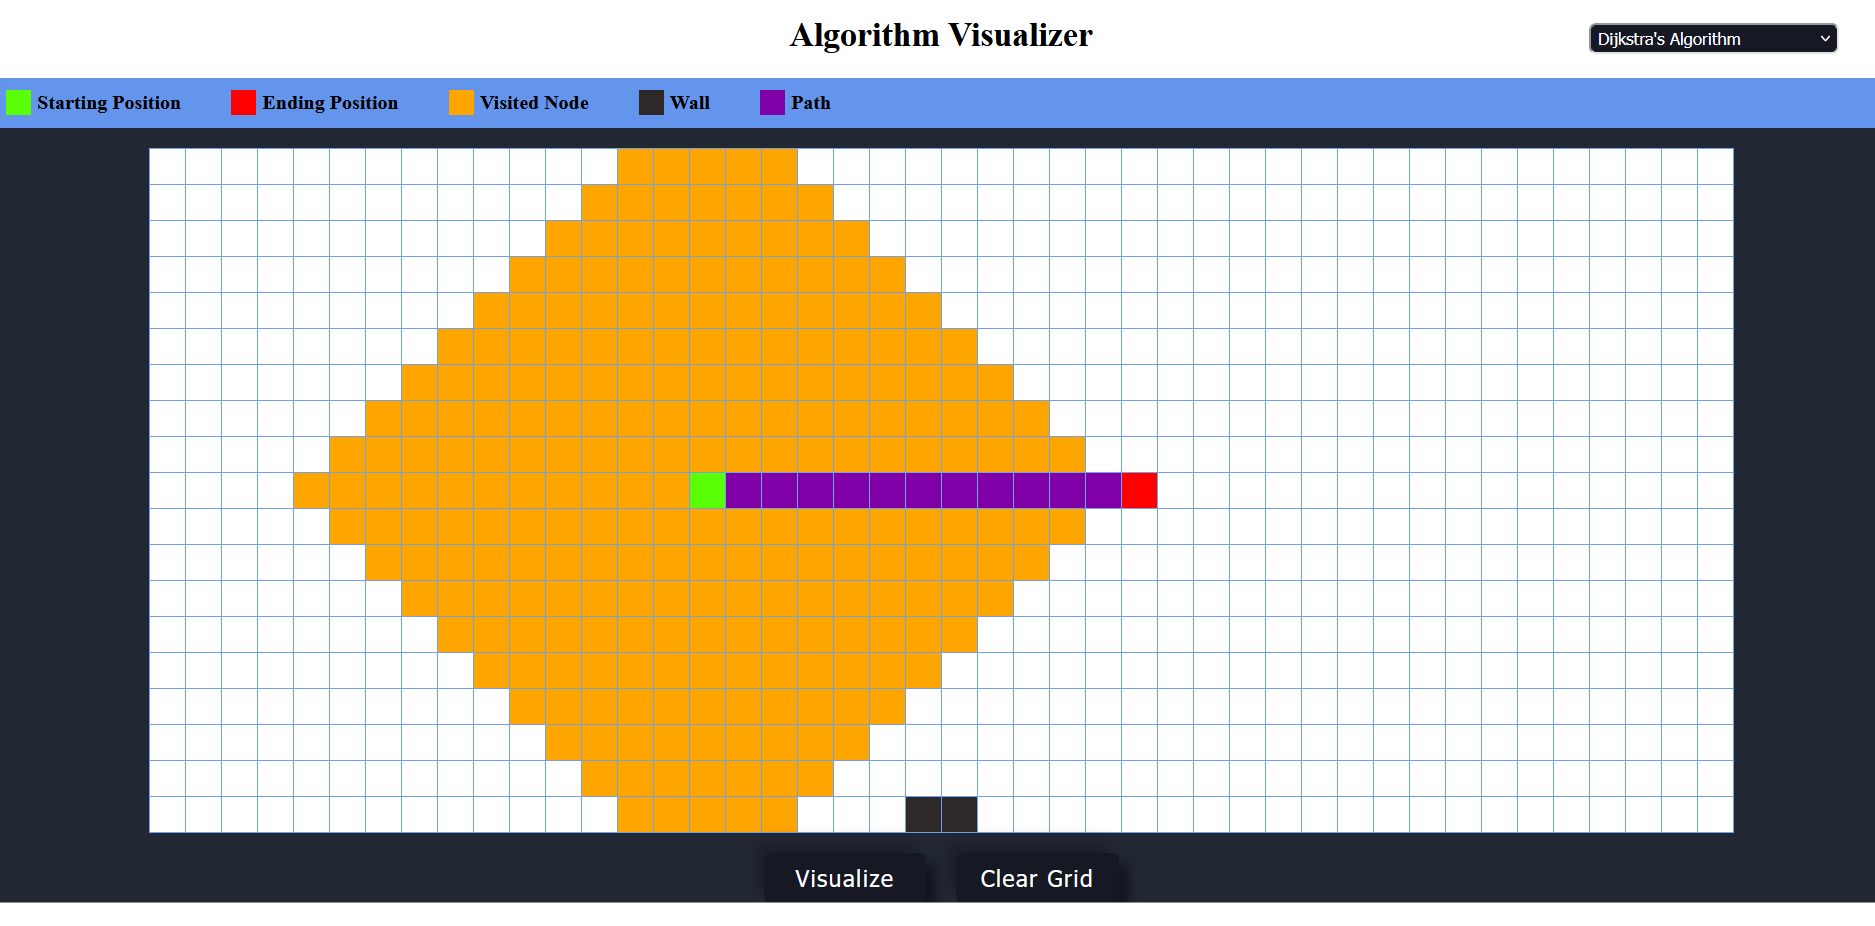 Algorithm Visualizer
Dijkstra's Algorithm
Starting Position
Ending Position
Visited Node
Wall
Path
Visualize
Clear Grid